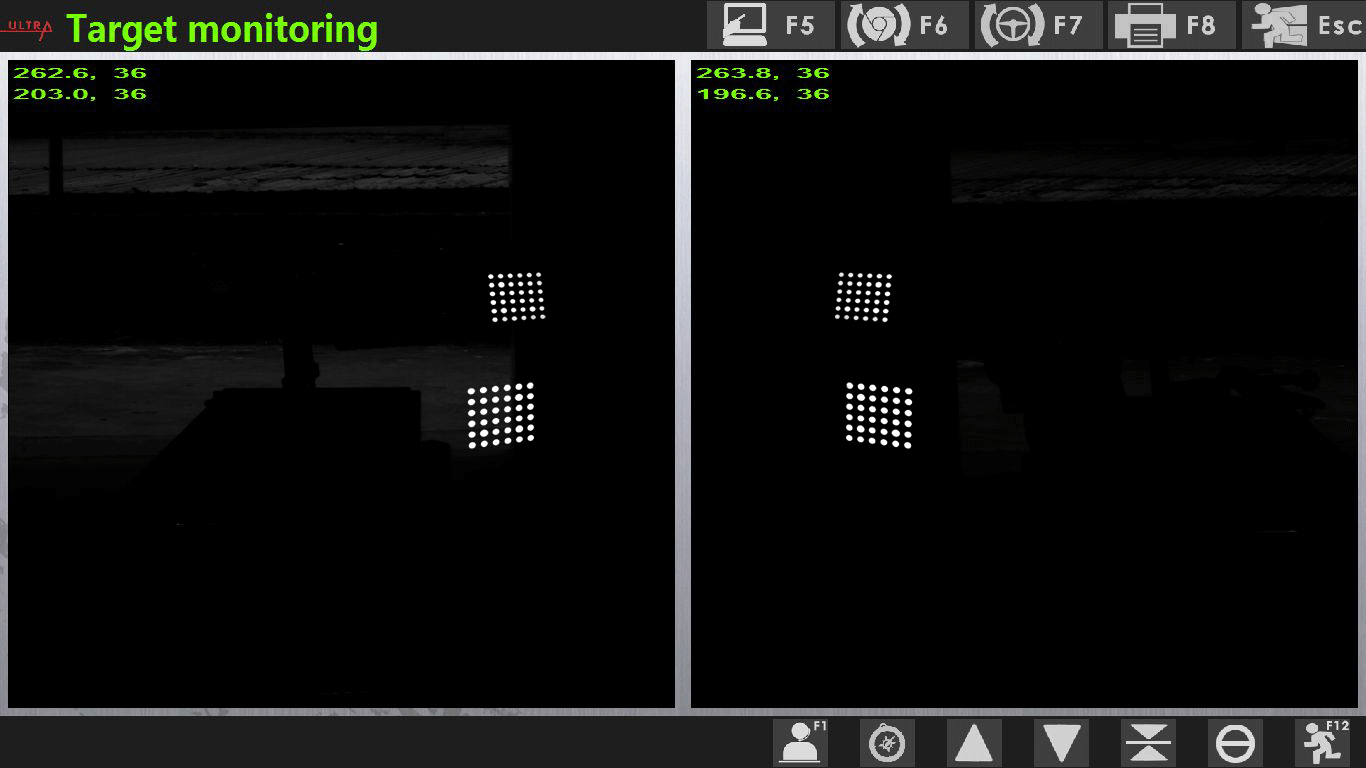 ULTRA
Target monitoring
F5
F6
F7
F8
Esc
262.6, 36
203.0, 36
263.8, 36
196.6, 36
F1
F12